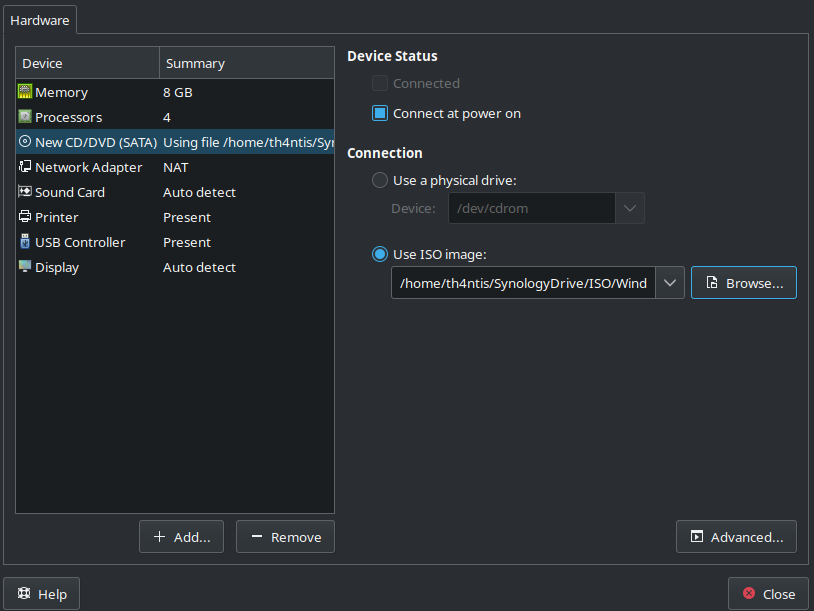 Hardware
Device Summary
Memory 8 GB
Processors 4
New CD/DVD (SATA) Using file /home/th4ntis/Syn
Network Adapter NAT
Sound Card Auto detect
Printer Present
USB Controller Present
Display Auto detect
Add...
Remove
Device Status
Connected
Connect at power on
Connection
Use a physical drive:
Device: /dev/cdrom
Use ISO image:
/home/th4ntis/SynologyDrive/ISO/Wind
Browse...
Advanced...
Help
Close